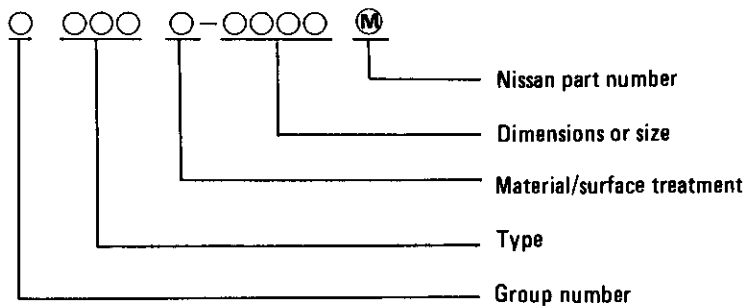 ○ ○○○ ○-○○○○ Ⓜ
Nissan part number
Dimensions or size
Material/surface treatment
Type
Group number